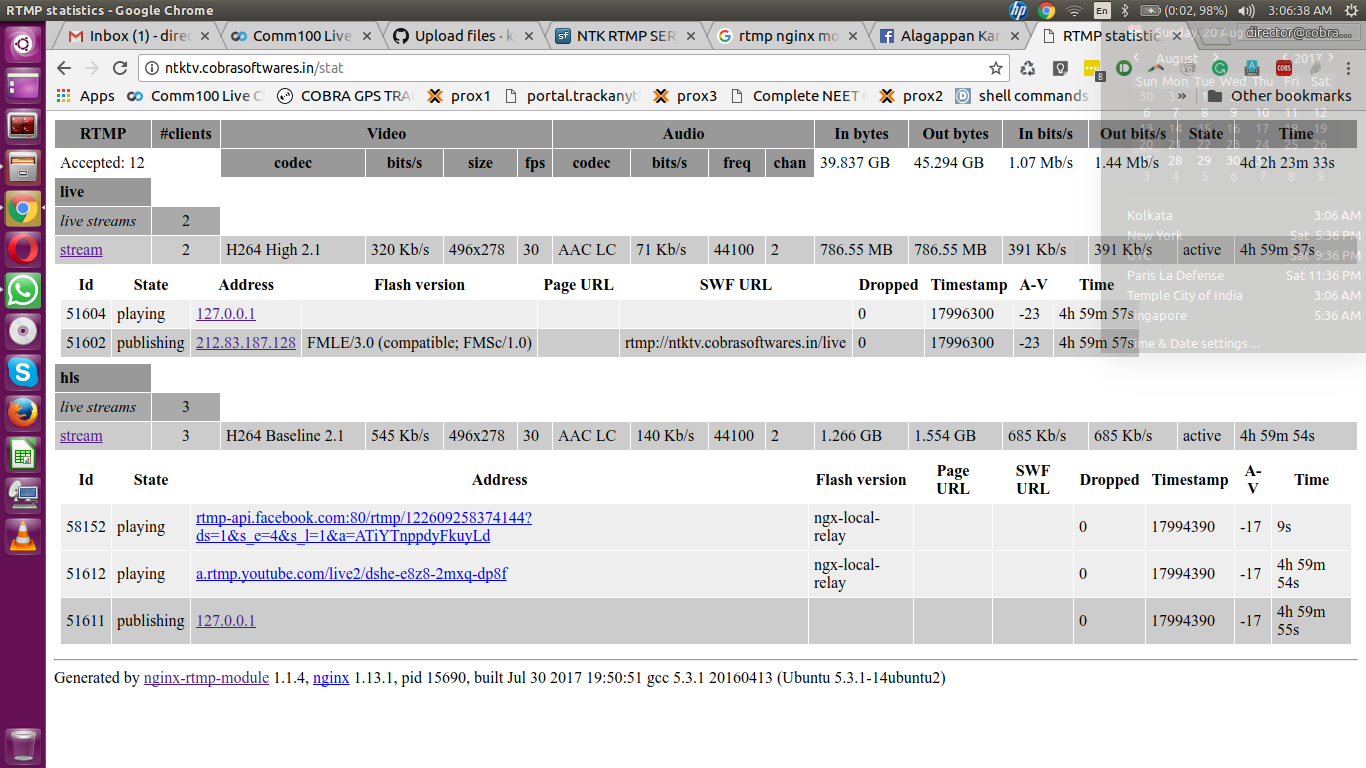 RTMP statistics - Google Chrome
En
(0:02, 98%)
3:06:38 AM
Inbox (1) - direc
Comm100 Live
Upload files · k
NTK RTMP SER
rtmp nginx mo
Alagappan Kar
RTMP statisti
director@cobra...
Sunday, 20 Aug
ntktv.cobrasoftwares.in/stat
8
CORS
August
2017
Apps
Comm100 Live C
COBRA GPS TRA
prox1
portal.trackanyt
prox3
Complete NEET
prox2
shell commands
»
Other bookmarks
Sun Mon Tue Wed Thu Fri Sat
30 31 1 2 3 4 5
6 7 8 9 10 11 12
13 14 15 16 17 18 19
20 21 22 23 24 25 26
27 28 29 30 31 1 2
3 4 5 6 7 8 9
RTMP #clients Video Audio In bytes Out bytes In bits/s Out bits/s State Time
Accepted: 12 codec bits/s size fps codec bits/s freq chan 39.837 GB 45.294 GB 1.07 Mb/s 1.44 Mb/s 4d 2h 23m 33s
live
live streams 2
stream 2 H264 High 2.1 320 Kb/s 496x278 30 AAC LC 71 Kb/s 44100 2 786.55 MB 786.55 MB 391 Kb/s 391 Kb/s active 4h 59m 57s
Id State Address Flash version Page URL SWF URL Dropped Timestamp A-V Time
51604 playing 127.0.0.1 0 17996300 -23 4h 59m 57s
51602 publishing 212.83.187.128 FMLE/3.0 (compatible; FMSc/1.0) rtmp://ntktv.cobrasoftwares.in/live 0 17996300 -23 4h 59m 57s
Kolkata 3:06 AM
New York Sat 5:36 PM
UTC Sat 9:36 PM
Paris La Defense Sat 11:36 PM
Temple City of India 3:06 AM
Singapore 5:36 AM
Time & Date settings...
hls
live streams 3
stream 3 H264 Baseline 2.1 545 Kb/s 496x278 30 AAC LC 140 Kb/s 44100 2 1.266 GB 1.554 GB 685 Kb/s 685 Kb/s active 4h 59m 54s
Id State Address Flash version Page URL SWF URL Dropped Timestamp A-V Time
58152 playing rtmp-api.facebook.com:80/rtmp/122609258374144?
ds=1&s_e=4&s_l=1&a=ATiYTnppdyFkuyLd ngx-local-relay 0 17994390 -17 9s
51612 playing a.rtmp.youtube.com/live2/dshe-e8z8-2mxq-dp8f ngx-local-relay 0 17994390 -17 4h 59m 54s
51611 publishing 127.0.0.1 0 17994390 -17 4h 59m 55s
Generated by nginx-rtmp-module 1.1.4, nginx 1.13.1, pid 15690, built Jul 30 2017 19:50:51 gcc 5.3.1 20160413 (Ubuntu 5.3.1-14ubuntu2)